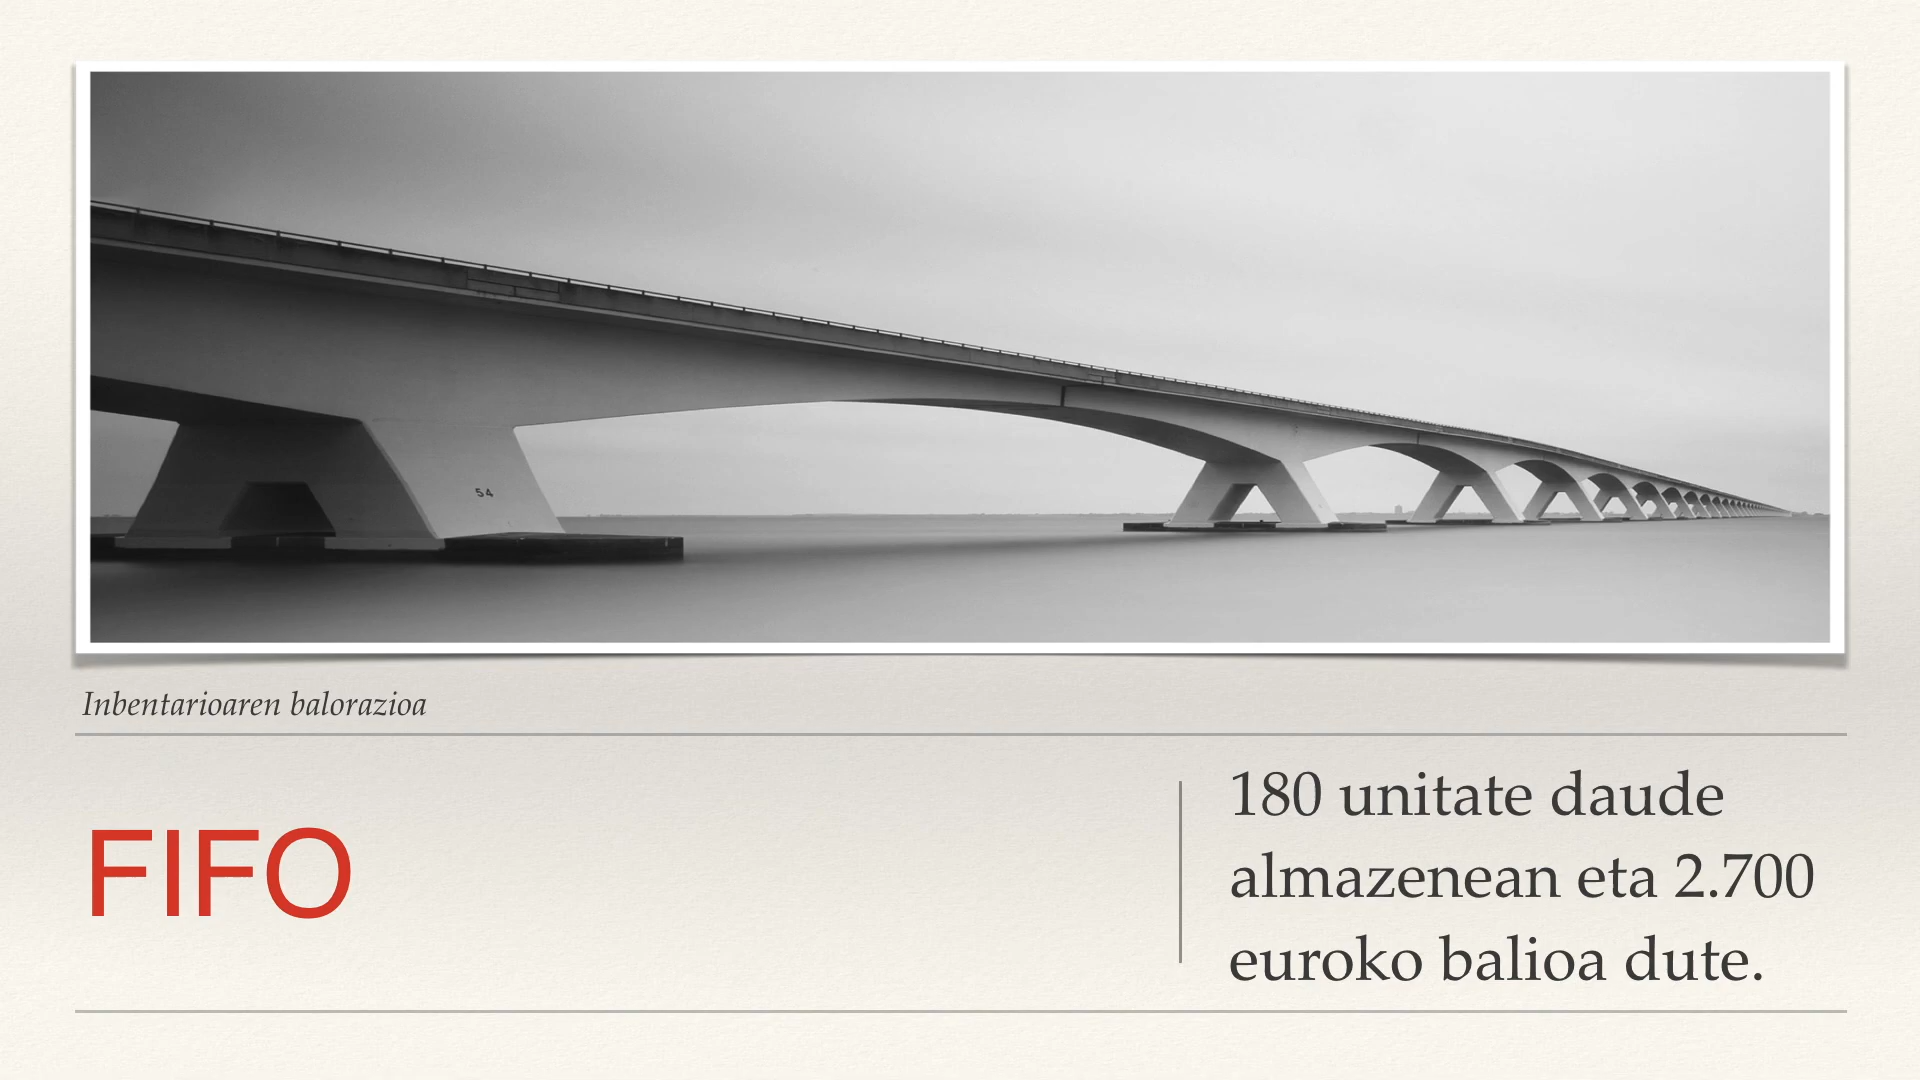 54
Inbentarioaren balorazioa
FIFO
180 unitate daude
almazenean eta 2.700
euroko balioa dute.